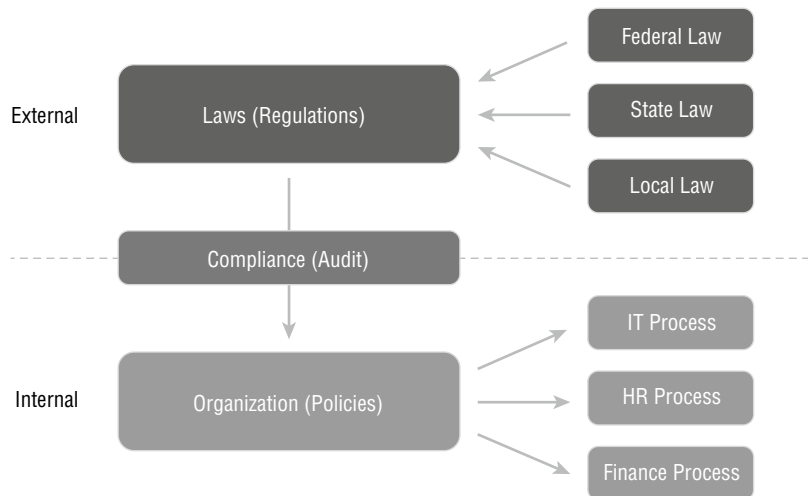 Federal Law
External
Laws (Regulations)
State Law
Local Law
Compliance (Audit)
IT Process
Internal
Organization (Policies)
HR Process
Finance Process